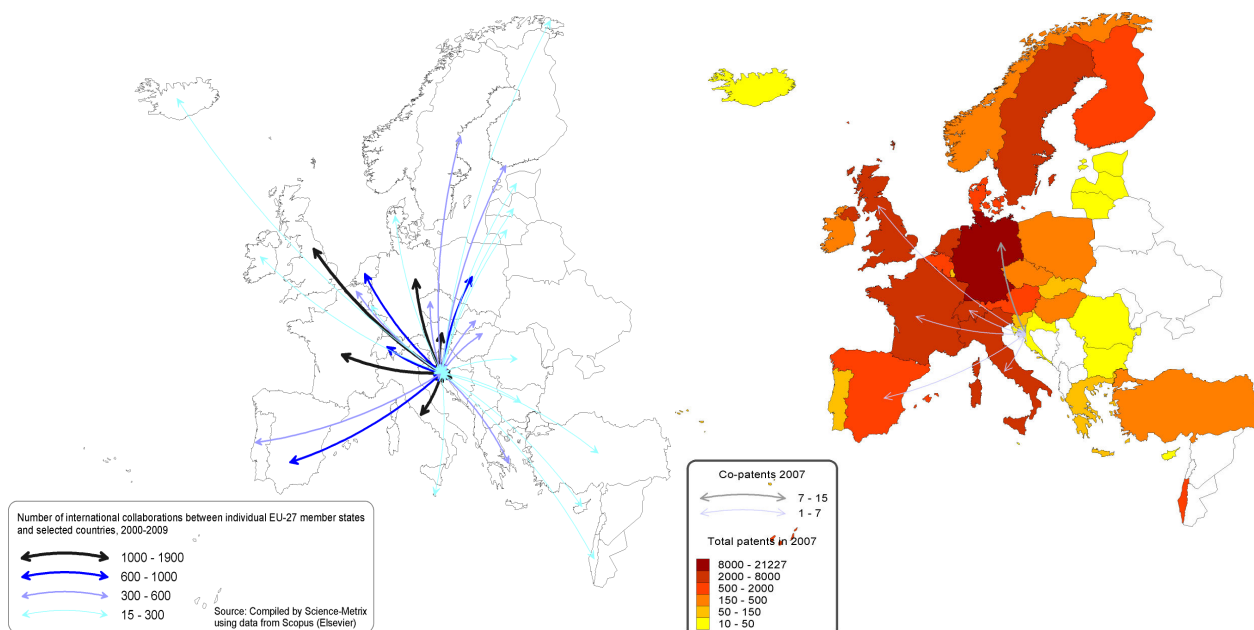 Number of international collaborations between individual EU-27 member states
and selected countries, 2000-2009
1000 - 1900
600 - 1000
300 - 600
15 - 300
Source: Compiled by Science-Metrix
using data from Scopus (Elsevier)
Co-patents 2007
7 - 15
1 - 7
Total patents in 2007
8000 - 21227
2000 - 8000
500 - 2000
150 - 500
50 - 150
10 - 50